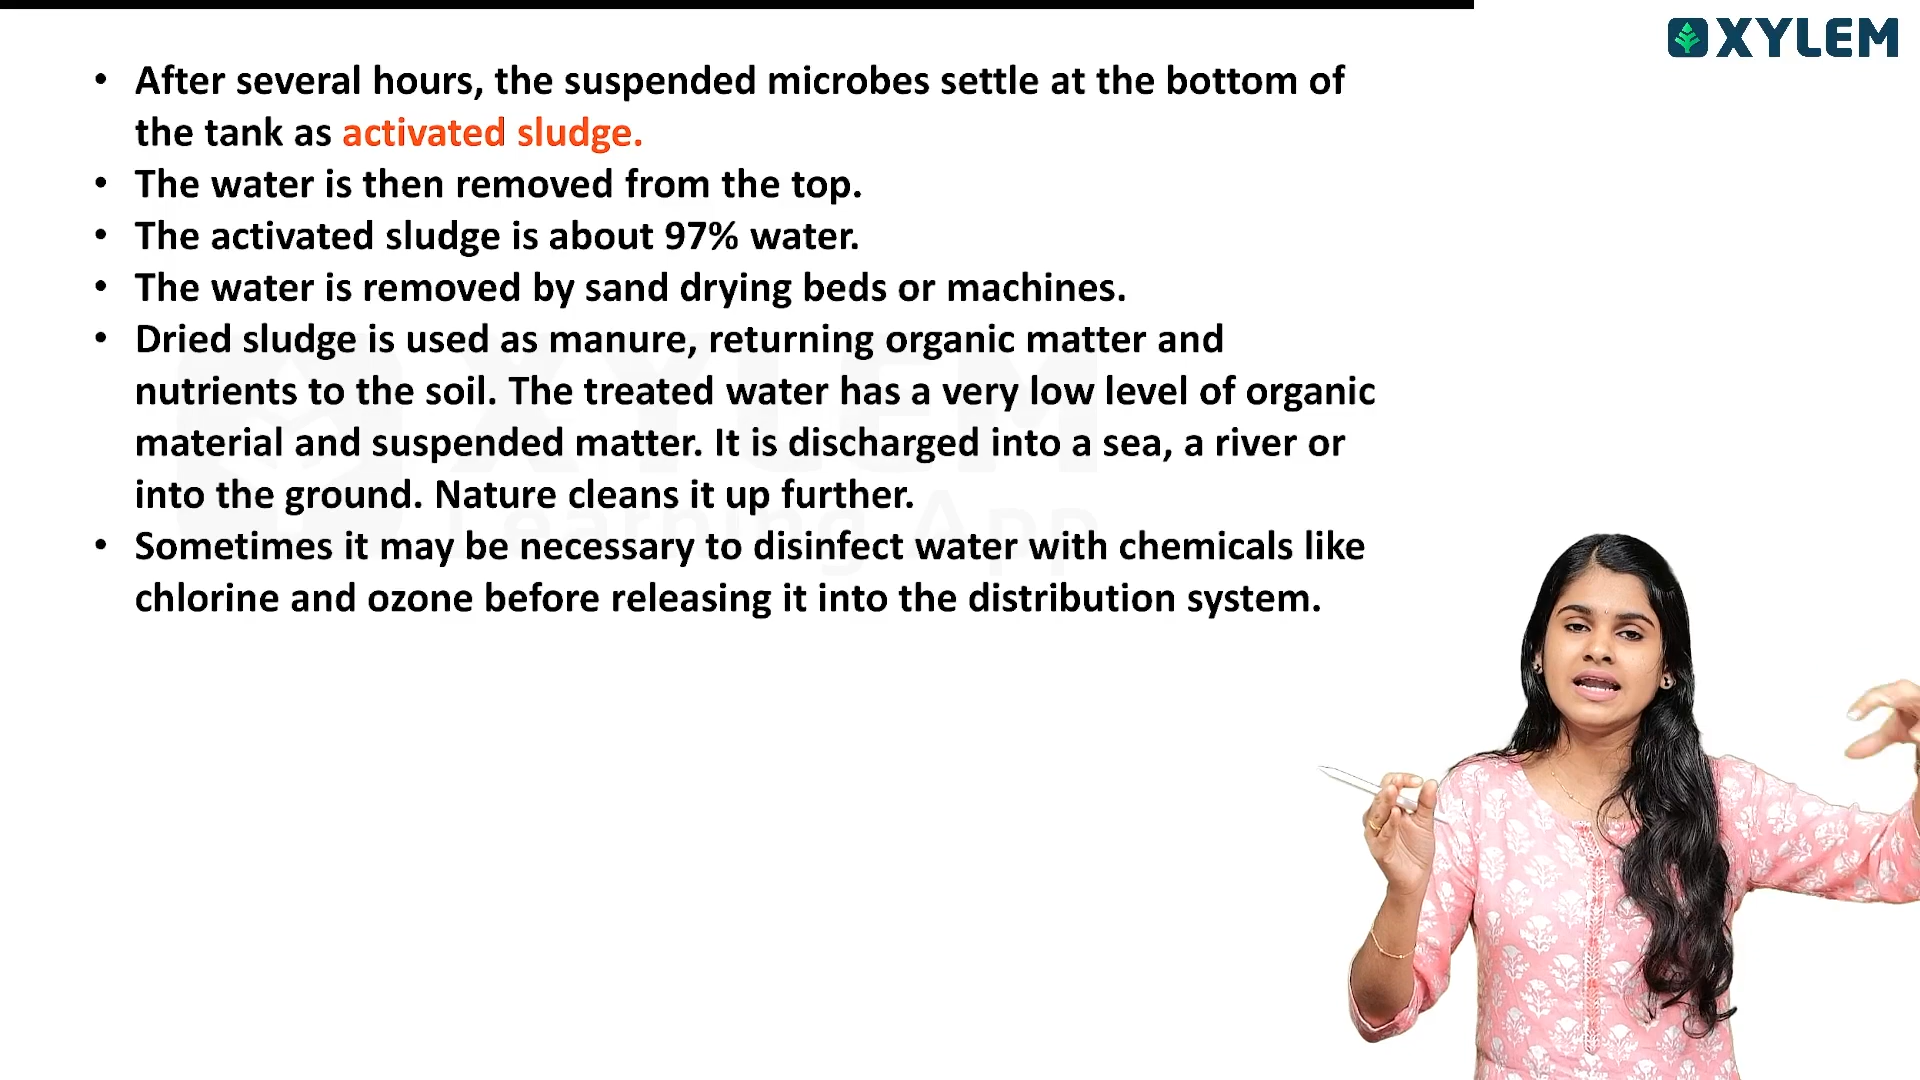 XYLEM
• After several hours, the suspended microbes settle at the bottom of
the tank as activated sludge.
• The water is then removed from the top.
• The activated sludge is about 97% water.
• The water is removed by sand drying beds or machines.
• Dried sludge is used as manure, returning organic matter and
nutrients to the soil. The treated water has a very low level of organic
material and suspended matter. It is discharged into a sea, a river or
into the ground. Nature cleans it up further.
• Sometimes it may be necessary to disinfect water with chemicals like
chlorine and ozone before releasing it into the distribution system.
XYLEM
Learning App